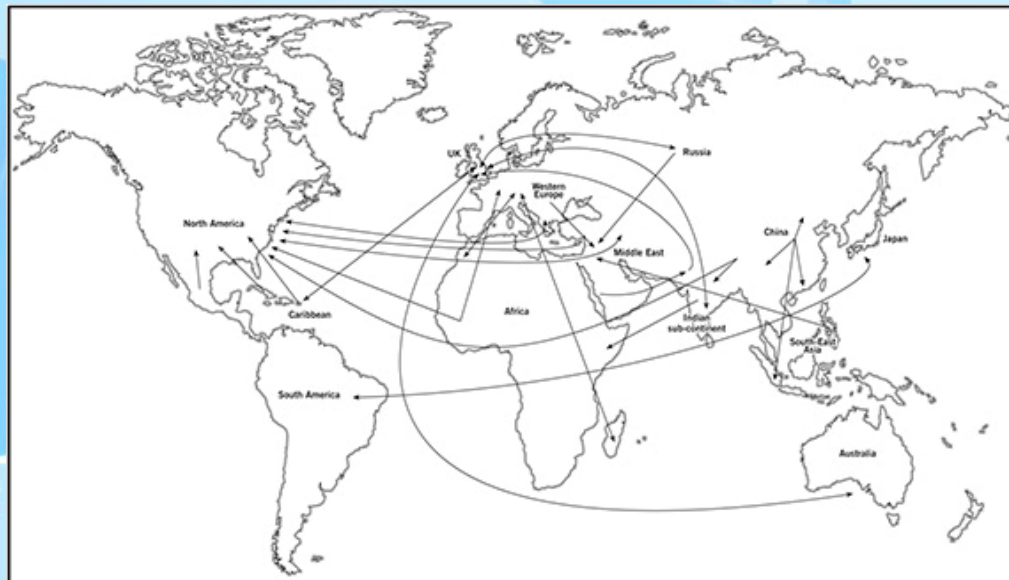 UK
Russia
Western
Europe
North America
China
Japan
Middle East
Caribbean
Africa
Indian
sub-continent
South-East
Asia
South America
Australia